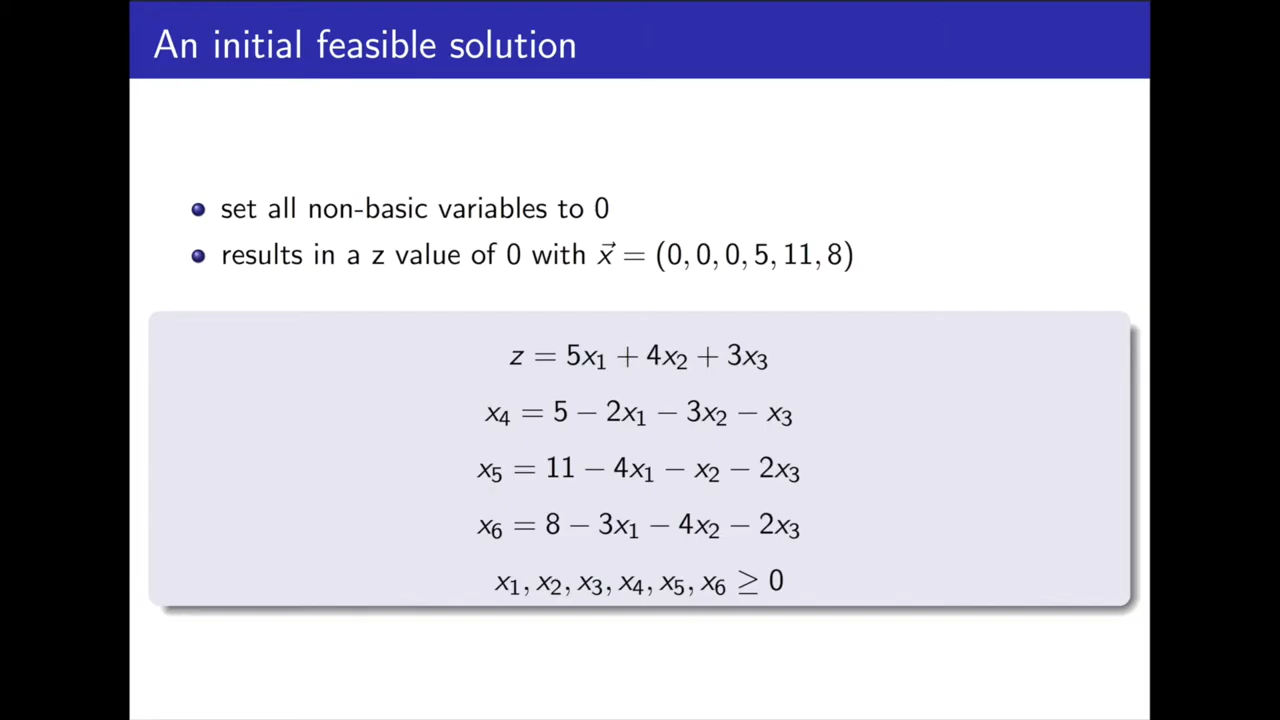 An initial feasible solution
• set all non-basic variables to 0
• results in a z value of 0 with x⃗ = (0, 0, 0, 5, 11, 8)
z = 5x₁ + 4x₂ + 3x₃
x₄ = 5 − 2x₁ − 3x₂ − x₃
x₅ = 11 − 4x₁ − x₂ − 2x₃
x₆ = 8 − 3x₁ − 4x₂ − 2x₃
x₁, x₂, x₃, x₄, x₅, x₆ ≥ 0